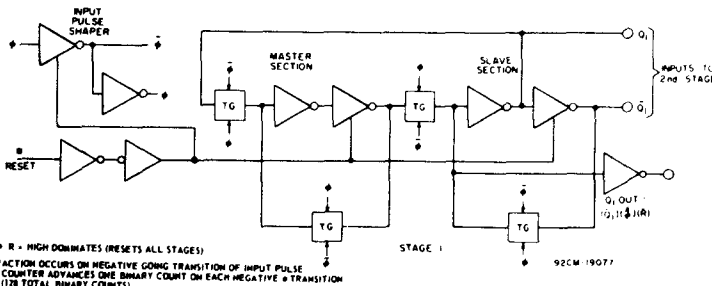 INPUT
PULSE
SHAPER
ϕ
ϕ̄
ϕ
RESET
MASTER
SECTION
SLAVE
SECTION
ϕ̄
TG
ϕ
ϕ
TG
ϕ̄
ϕ
TG
ϕ̄
ϕ̄
TG
ϕ
Q₁
Q̄₁
INPUTS TO
2nd STAGE
Q₁ OUT
STAGE 1
92CM-19077
R = HIGH DOMINATES (RESETS ALL STAGES)
ACTION OCCURS ON NEGATIVE GOING TRANSITION OF INPUT PULSE
COUNTER ADVANCES ONE BINARY COUNT ON EACH NEGATIVE ϕ TRANSITION
(128 TOTAL BINARY COUNTS)